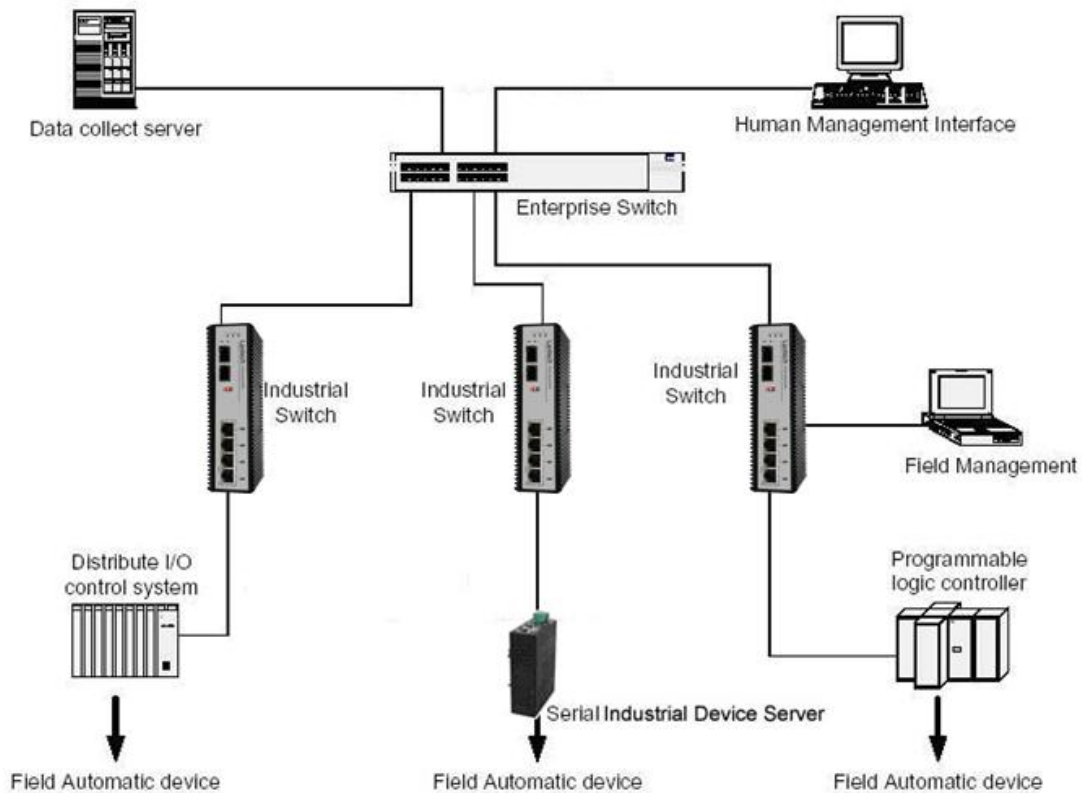 Data collect server
Human Management Interface
Enterprise Switch
Industrial
Switch
Industrial
Switch
Industrial
Switch
Field Management
Distribute I/O
control system
Programmable
logic controller
Serial Industrial Device Server
Field Automatic device
Field Automatic device
Field Automatic device